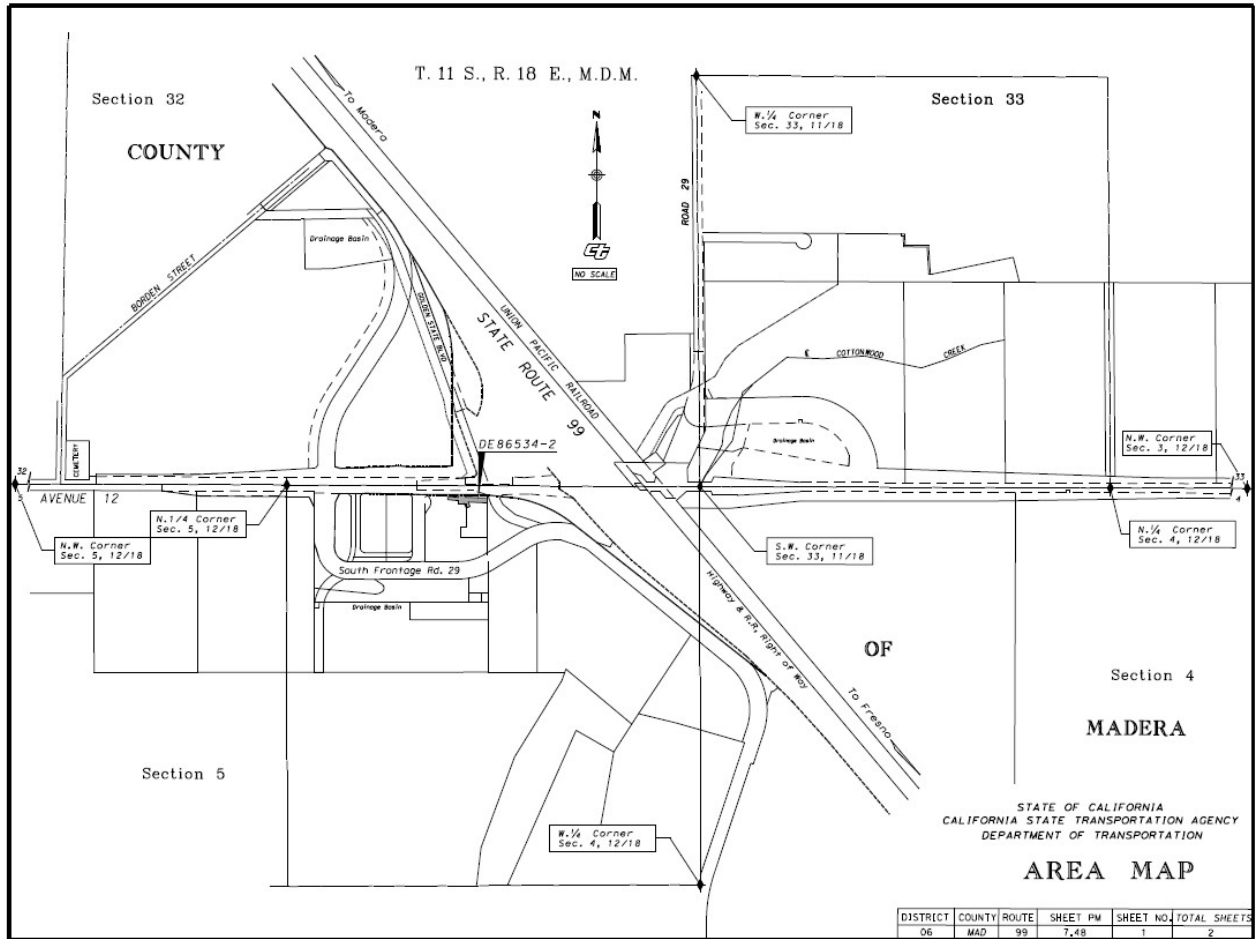 T. 11 S., R. 18 E., M.D.M.
Section 32
COUNTY
To Madera
N
CT
NO SCALE
W.¼ Corner
Sec. 33, 11/18
Section 33
ROAD 29
Drainage Basin
BORDEN STREET
GOLDEN STATE BLVD
UNION PACIFIC RAILROAD
STATE ROUTE 99
℄ COTTONWOOD CREEK
Drainage Basin
DE86534-2
CEMETERY
32
5
AVENUE 12
N.W. Corner
Sec. 3, 12/18
33
4
N.1/4 Corner
Sec. 5, 12/18
N.W. Corner
Sec. 5, 12/18
S.W. Corner
Sec. 33, 11/18
N.¼ Corner
Sec. 4, 12/18
South Frontage Rd. 29
Drainage Basin
Highway & R.R. Right of Way
To Fresno
OF
Section 4
MADERA
Section 5
W.¼ Corner
Sec. 4, 12/18
STATE OF CALIFORNIA
CALIFORNIA STATE TRANSPORTATION AGENCY
DEPARTMENT OF TRANSPORTATION
AREA MAP
DISTRICT COUNTY ROUTE SHEET PM SHEET NO. TOTAL SHEETS
06 MAD 99 7.48 1 2